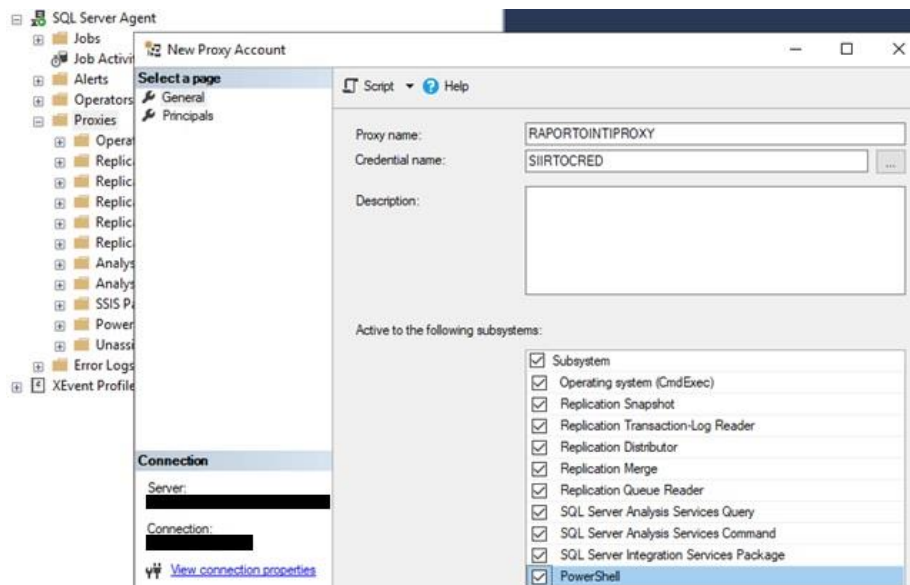 SQL Server Agent
Jobs
Job Activi
Alerts
Operators
Proxies
Operat
Replic
Replic
Replic
Replic
Replic
Analys
Analys
SSIS Pa
Power
Unassi
Error Logs
XEvent Profile
New Proxy Account
Select a page
General
Principals
Connection
Server:
Connection:
View connection properties
Script
Help
Proxy name:
RAPORTOINTIPROXY
Credential name:
SIIRTOCRED
...
Description:
Active to the following subsystems:
Subsystem
Operating system (CmdExec)
Replication Snapshot
Replication Transaction-Log Reader
Replication Distributor
Replication Merge
Replication Queue Reader
SQL Server Analysis Services Query
SQL Server Analysis Services Command
SQL Server Integration Services Package
PowerShell